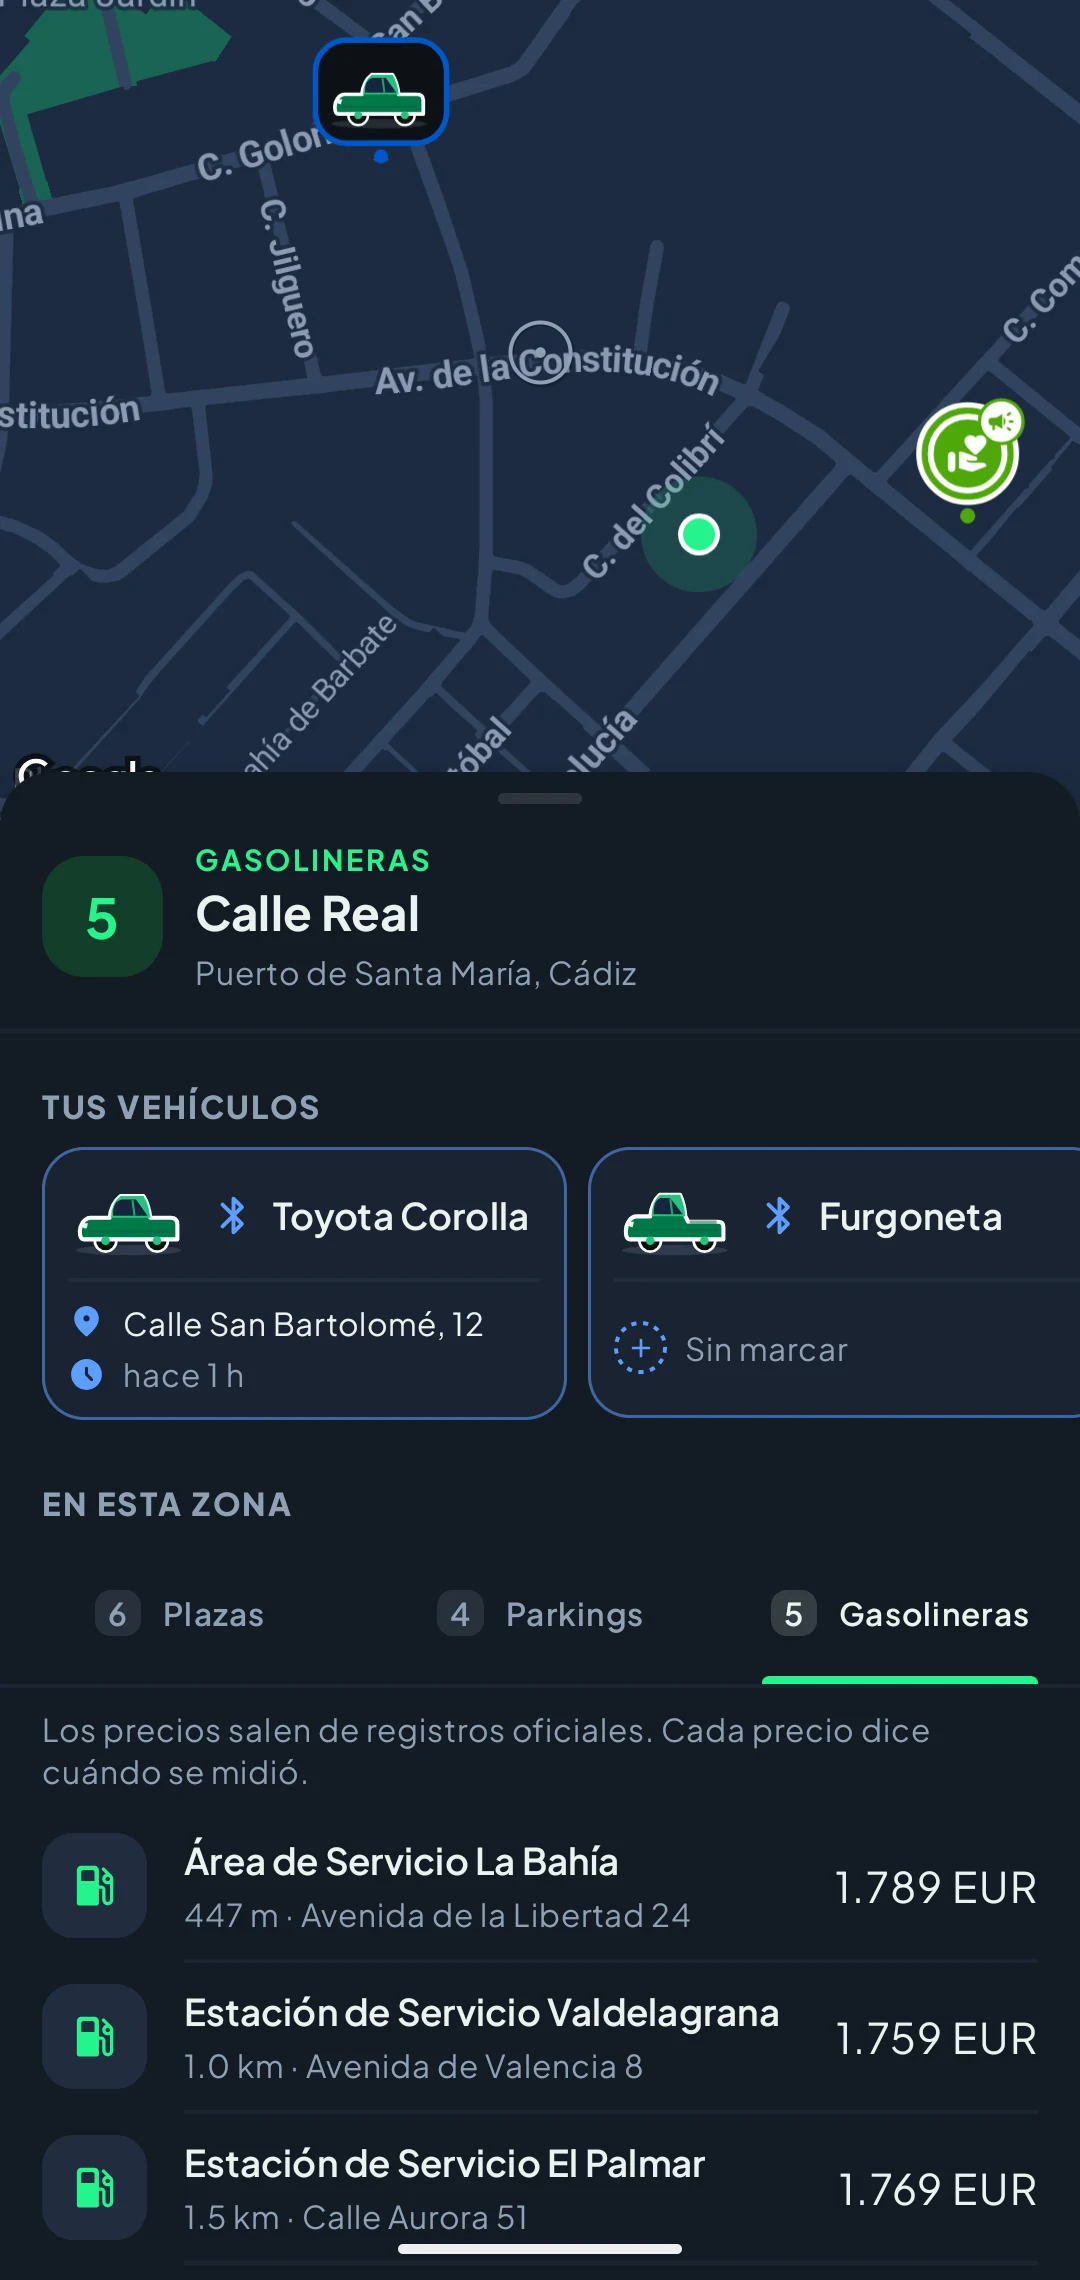 C. Jilguero
Av. de la Constitución
stitución
C. del Colibrí
ahía de Barbate
tóbal
lucía
C. Com
GASOLINERAS
5
Calle Real
Puerto de Santa María, Cádiz
TUS VEHÍCULOS
Toyota Corolla
Calle San Bartolomé, 12
hace 1 h
Furgoneta
Sin marcar
EN ESTA ZONA
6 Plazas
4 Parkings
5 Gasolineras
Los precios salen de registros oficiales. Cada precio dice
cuándo se midió.
Área de Servicio La Bahía
447 m · Avenida de la Libertad 24
1.789 EUR
Estación de Servicio Valdelagrana
1.0 km · Avenida de Valencia 8
1.759 EUR
Estación de Servicio El Palmar
1.5 km · Calle Aurora 51
1.769 EUR